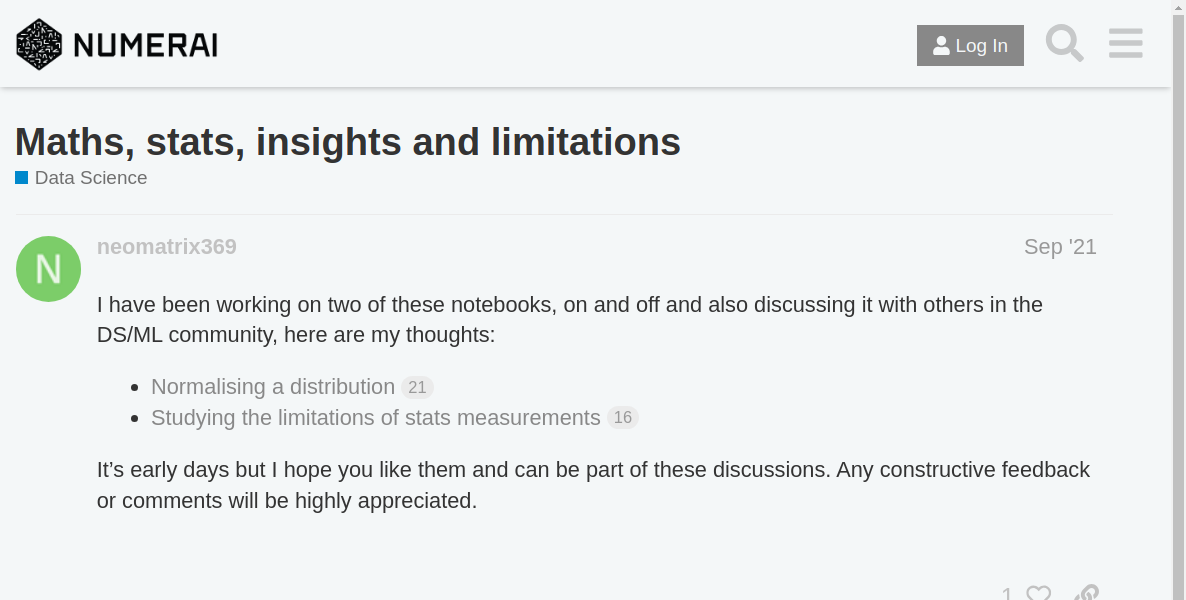 NUMERAI
Log In
Maths, stats, insights and limitations
Data Science
N
neomatrix369
Sep '21
I have been working on two of these notebooks, on and off and also discussing it with others in the
DS/ML community, here are my thoughts:
Normalising a distribution 21
Studying the limitations of stats measurements 16
It’s early days but I hope you like them and can be part of these discussions. Any constructive feedback
or comments will be highly appreciated.
1